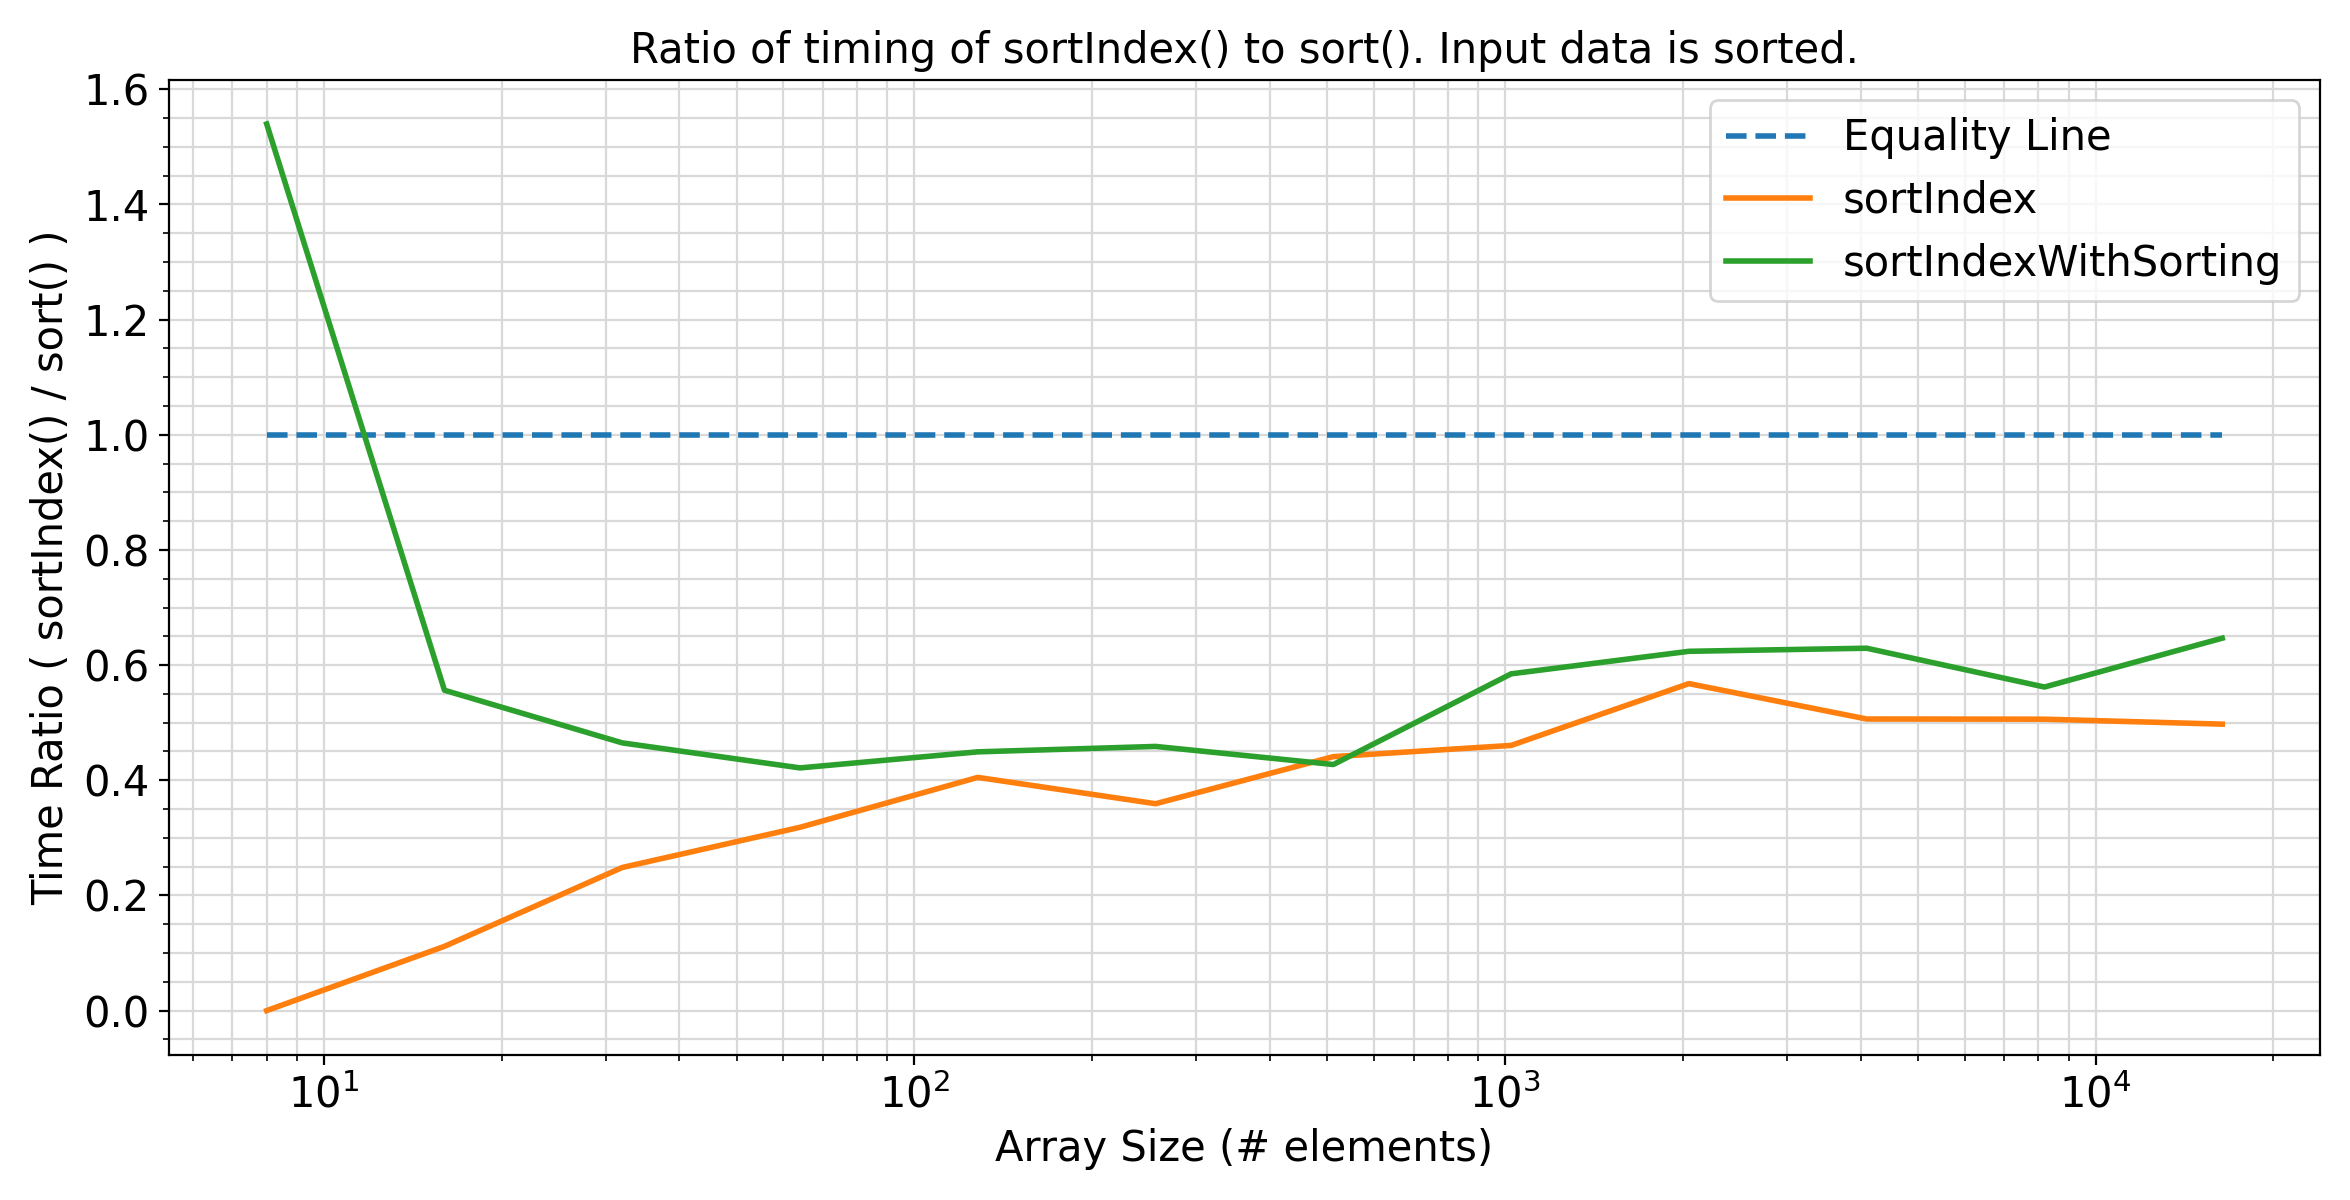 Ratio of timing of sortIndex() to sort(). Input data is sorted.
Time Ratio ( sortIndex() / sort() )
1.6
1.4
1.2
1.0
0.8
0.6
0.4
0.2
0.0
Equality Line
sortIndex
sortIndexWithSorting
10¹ 10² 10³ 10⁴
Array Size (# elements)